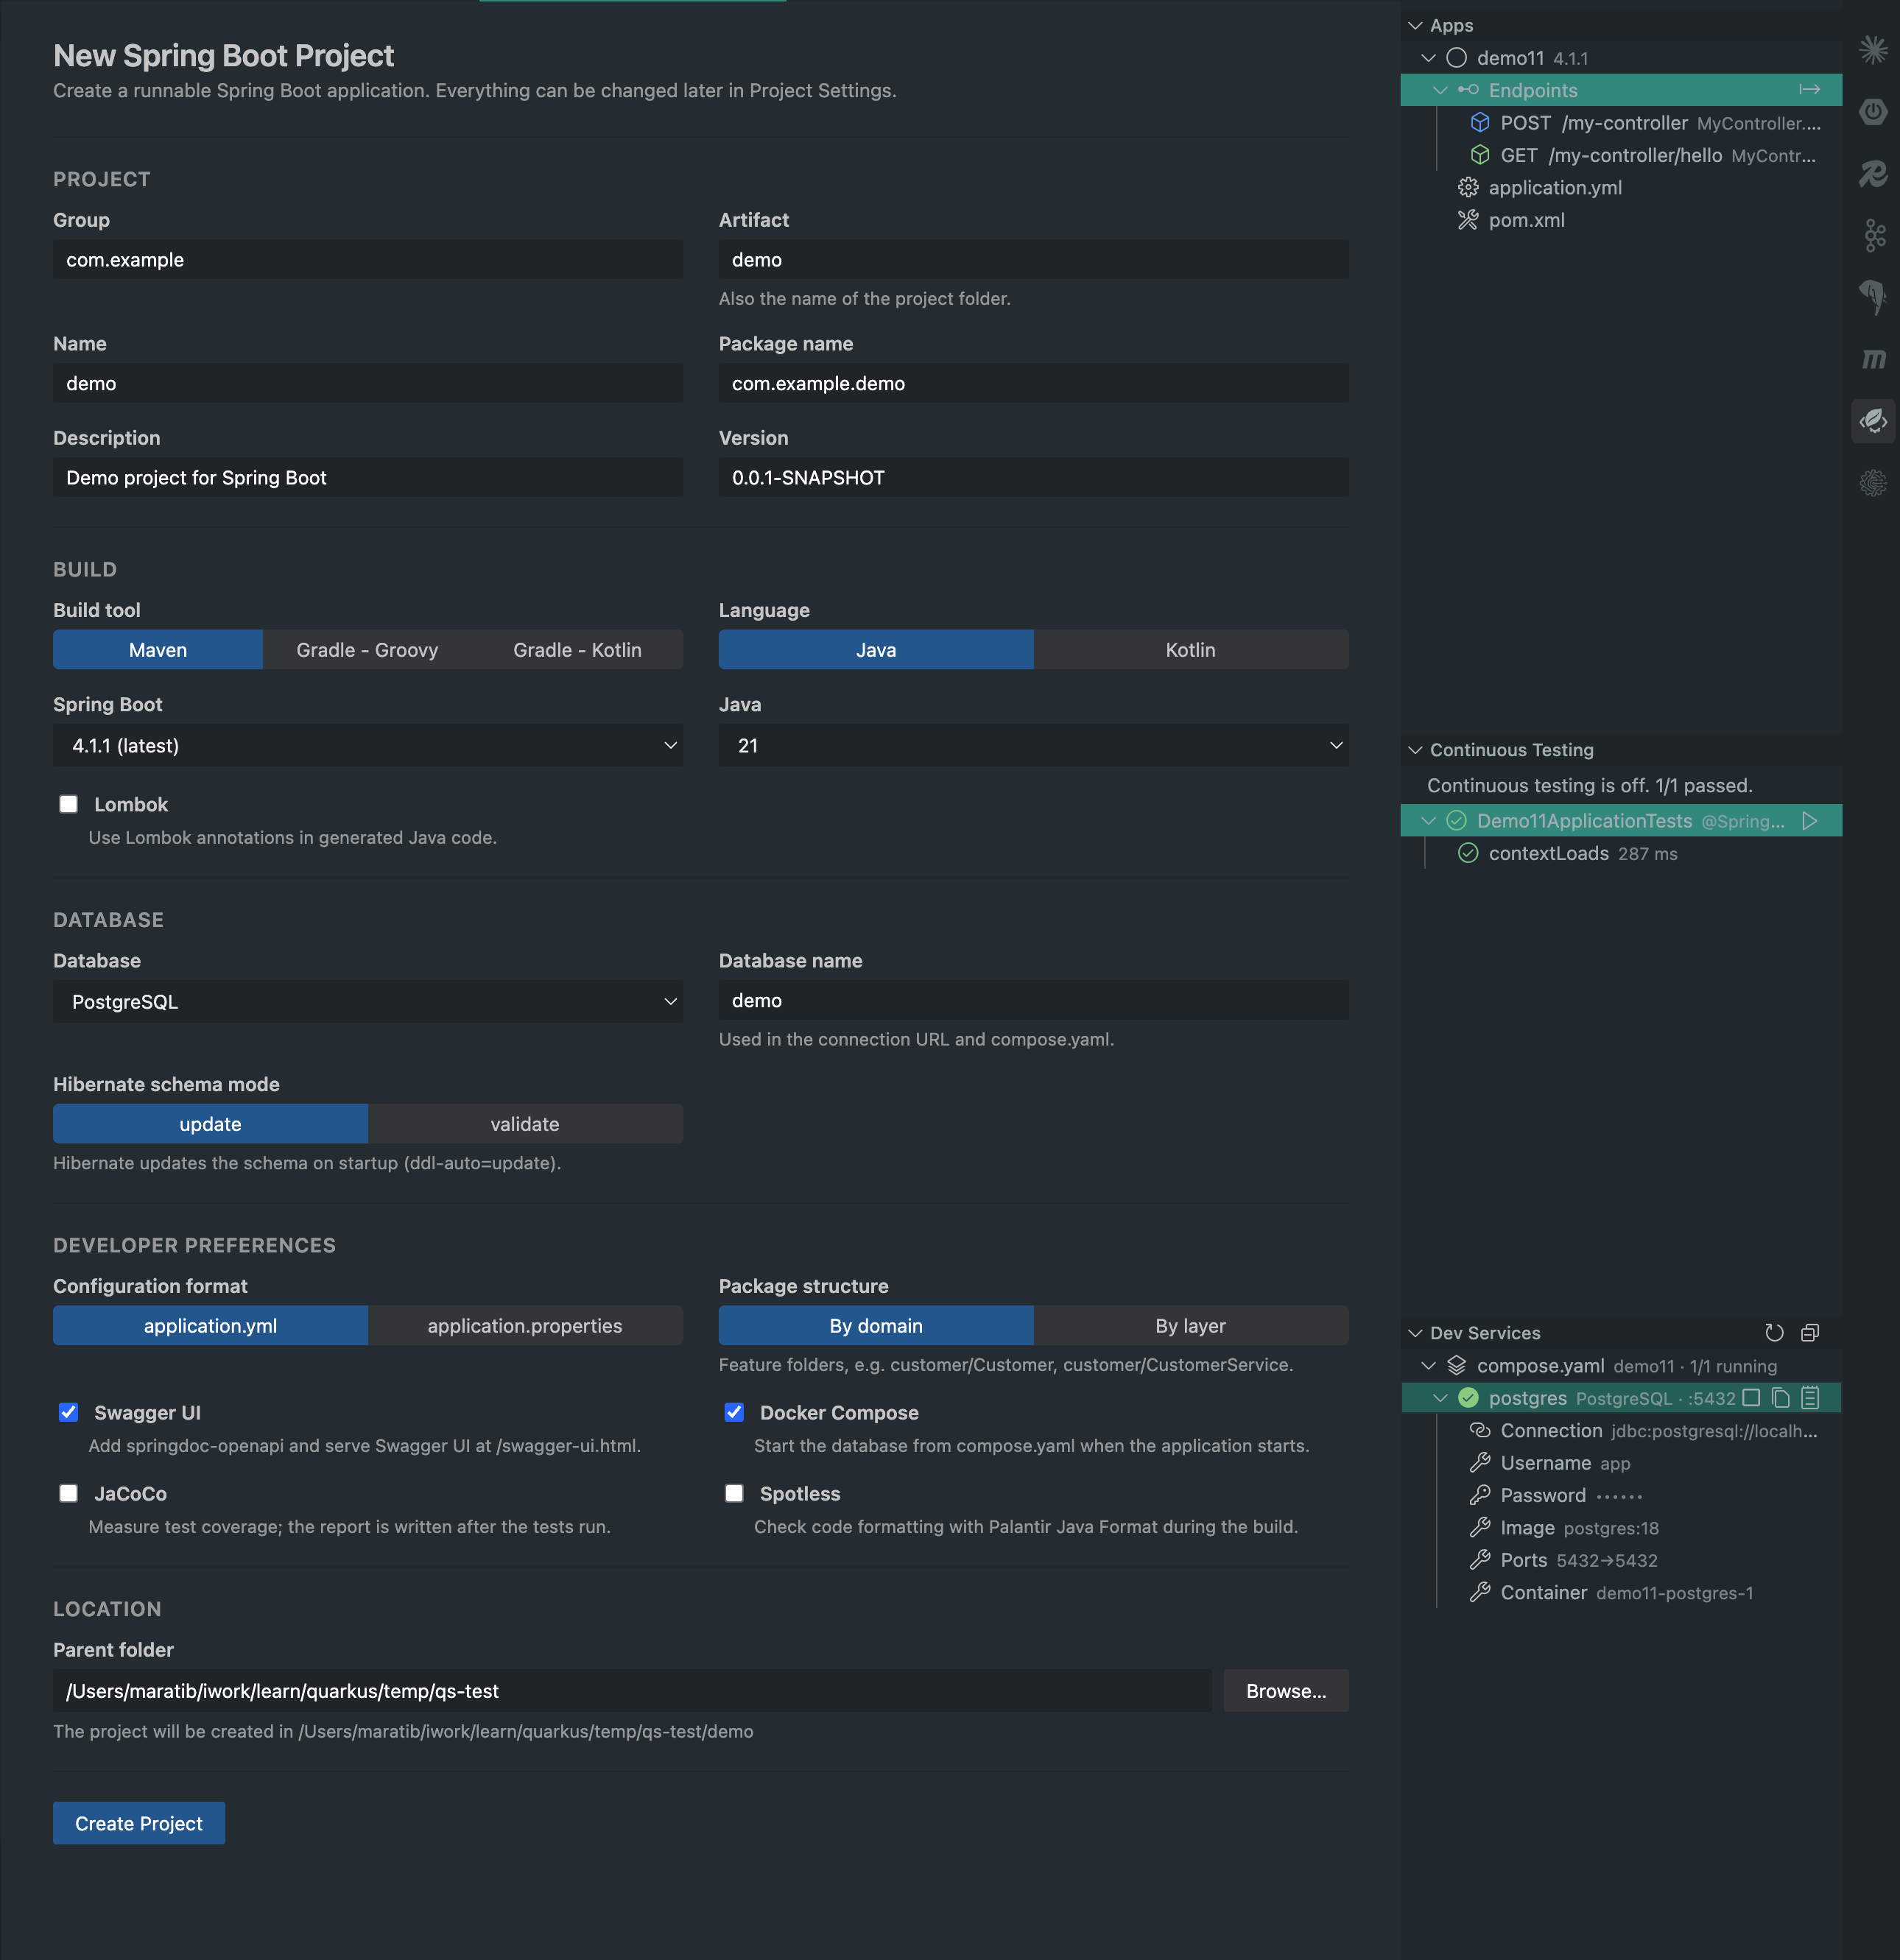 New Spring Boot Project
Create a runnable Spring Boot application. Everything can be changed later in Project Settings.
PROJECT
Group
Artifact
com.example
demo
Also the name of the project folder.
Name
Package name
demo
com.example.demo
Description
Version
Demo project for Spring Boot
0.0.1-SNAPSHOT
BUILD
Build tool
Language
Maven
Gradle - Groovy
Gradle - Kotlin
Java
Kotlin
Spring Boot
Java
4.1.1 (latest)
21
Lombok
Use Lombok annotations in generated Java code.
DATABASE
Database
Database name
PostgreSQL
demo
Used in the connection URL and compose.yaml.
Hibernate schema mode
update
validate
Hibernate updates the schema on startup (ddl-auto=update).
DEVELOPER PREFERENCES
Configuration format
Package structure
application.yml
application.properties
By domain
By layer
Feature folders, e.g. customer/Customer, customer/CustomerService.
Swagger UI
Docker Compose
Add springdoc-openapi and serve Swagger UI at /swagger-ui.html.
Start the database from compose.yaml when the application starts.
JaCoCo
Spotless
Measure test coverage; the report is written after the tests run.
Check code formatting with Palantir Java Format during the build.
LOCATION
Parent folder
/Users/maratib/iwork/learn/quarkus/temp/qs-test
Browse...
The project will be created in /Users/maratib/iwork/learn/quarkus/temp/qs-test/demo
Create Project
Apps
demo11 4.1.1
Endpoints
POST /my-controller MyController....
GET /my-controller/hello MyContr...
application.yml
pom.xml
Continuous Testing
Continuous testing is off. 1/1 passed.
Demo11ApplicationTests @Spring...
contextLoads 287 ms
Dev Services
compose.yaml demo11 · 1/1 running
postgres PostgreSQL · :5432
Connection jdbc:postgresql://localh...
Username app
Password ••••••
Image postgres:18
Ports 5432→5432
Container demo11-postgres-1
m